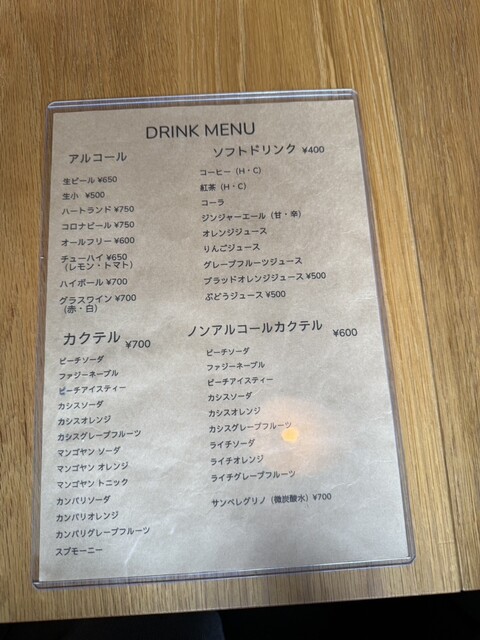 DRINK MENU
アルコール
生ビール ¥650
生小 ¥500
ハートランド ¥750
コロナビール ¥750
オールフリー ¥600
チューハイ ¥650
（レモン・トマト）
ハイボール ¥700
グラスワイン ¥700
（赤・白）
ソフトドリンク ¥400
コーヒー（H・C）
紅茶（H・C）
コーラ
ジンジャーエール（甘・辛）
オレンジジュース
りんごジュース
グレープフルーツジュース
ブラッドオレンジジュース ¥500
ぶどうジュース ¥500
カクテル ¥700
ピーチソーダ
ファジーネーブル
ピーチアイスティー
カシスソーダ
カシスオレンジ
カシスグレープフルーツ
マンゴヤン ソーダ
マンゴヤン オレンジ
マンゴヤン トニック
カンパリソーダ
カンパリオレンジ
カンパリグレープフルーツ
スプモーニー
ノンアルコールカクテル ¥600
ピーチソーダ
ファジーネーブル
ピーチアイスティー
カシスソーダ
カシスオレンジ
カシスグレープフルーツ
ライチソーダ
ライチオレンジ
ライチグレープフルーツ
サンペレグリノ（微炭酸水）¥700